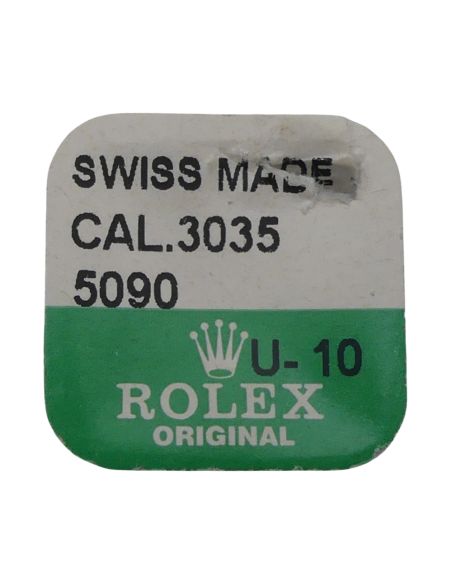 SWISS MADE
CAL.3035
5090
U- 10
ROLEX
ORIGINAL